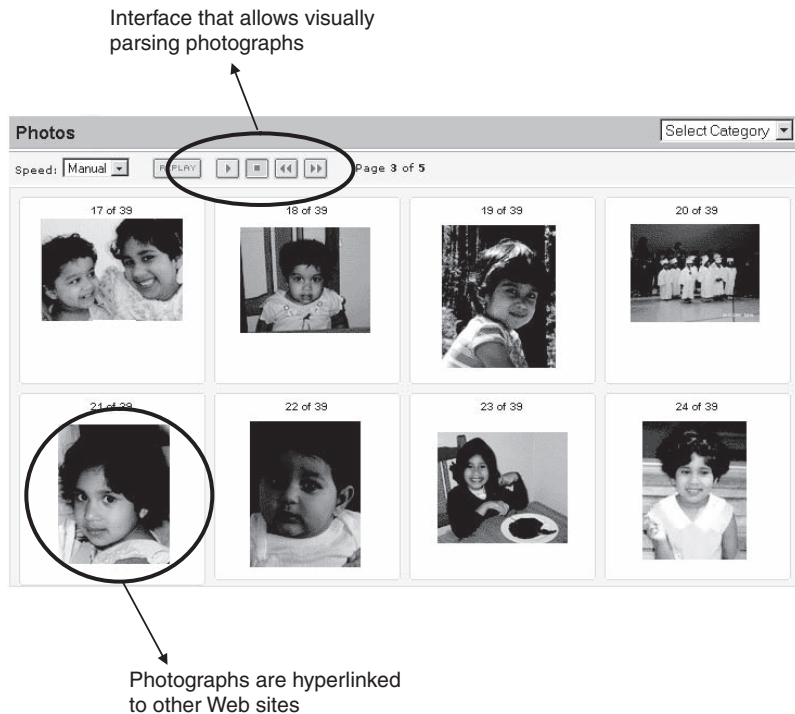 Interface that allows visually
parsing photographs
Photos
Select Category
Speed: Manual REPLAY Page 3 of 5
17 of 39 18 of 39 19 of 39 20 of 39
21 of 39 22 of 39 23 of 39 24 of 39
Photographs are hyperlinked
to other Web sites